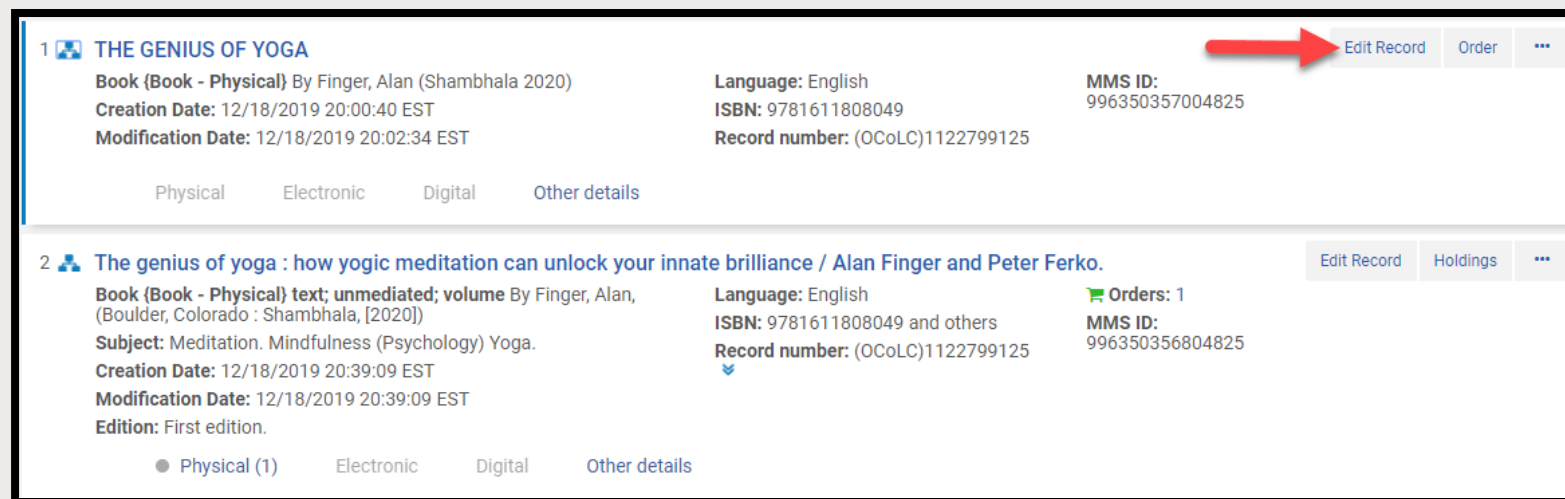 1 THE GENIUS OF YOGA
Edit Record Order •••
Book {Book - Physical} By Finger, Alan (Shambhala 2020)
Creation Date: 12/18/2019 20:00:40 EST
Modification Date: 12/18/2019 20:02:34 EST
Language: English
ISBN: 9781611808049
Record number: (OCoLC)1122799125
MMS ID:
996350357004825
Physical Electronic Digital Other details
2 The genius of yoga : how yogic meditation can unlock your innate brilliance / Alan Finger and Peter Ferko.
Edit Record Holdings •••
Book {Book - Physical} text; unmediated; volume By Finger, Alan,
(Boulder, Colorado : Shambhala, [2020])
Subject: Meditation. Mindfulness (Psychology) Yoga.
Creation Date: 12/18/2019 20:39:09 EST
Modification Date: 12/18/2019 20:39:09 EST
Edition: First edition.
Language: English
ISBN: 9781611808049 and others
Record number: (OCoLC)1122799125
Orders: 1
MMS ID:
996350356804825
Physical (1) Electronic Digital Other details